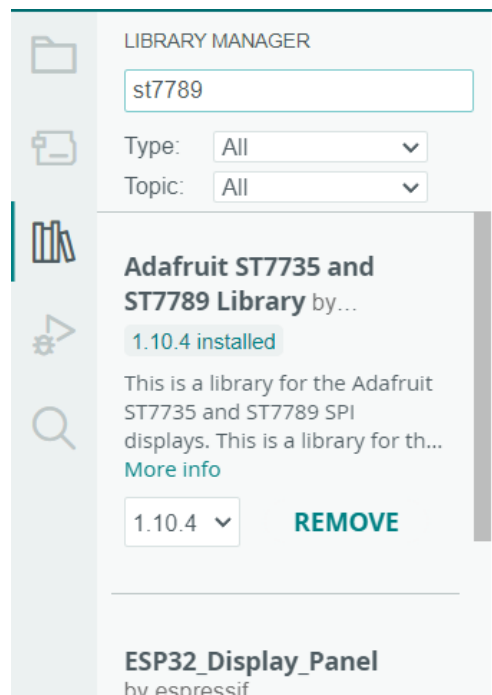 LIBRARY MANAGER
st7789
Type: All
Topic: All
Adafruit ST7735 and
ST7789 Library by...
1.10.4 installed
This is a library for the Adafruit
ST7735 and ST7789 SPI
displays. This is a library for th...
More info
1.10.4 REMOVE
ESP32_Display_Panel
by espressif